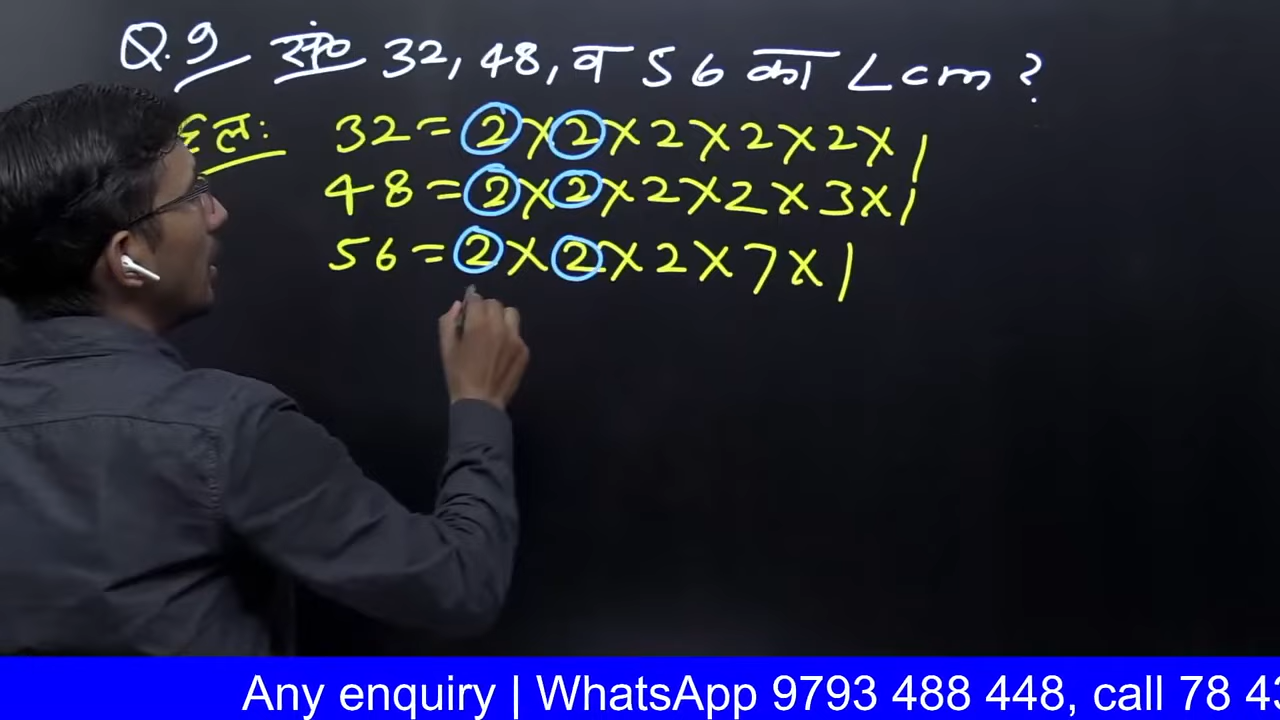 Q.9 सं० 32, 48, व 56 का Lcm ?
हल: 32 = 2 × 2 × 2 × 2 × 2 × 1
48 = 2 × 2 × 2 × 2 × 3 × 1
56 = 2 × 2 × 2 × 7 × 1
Any enquiry | WhatsApp 9793 488 448, call 78 43